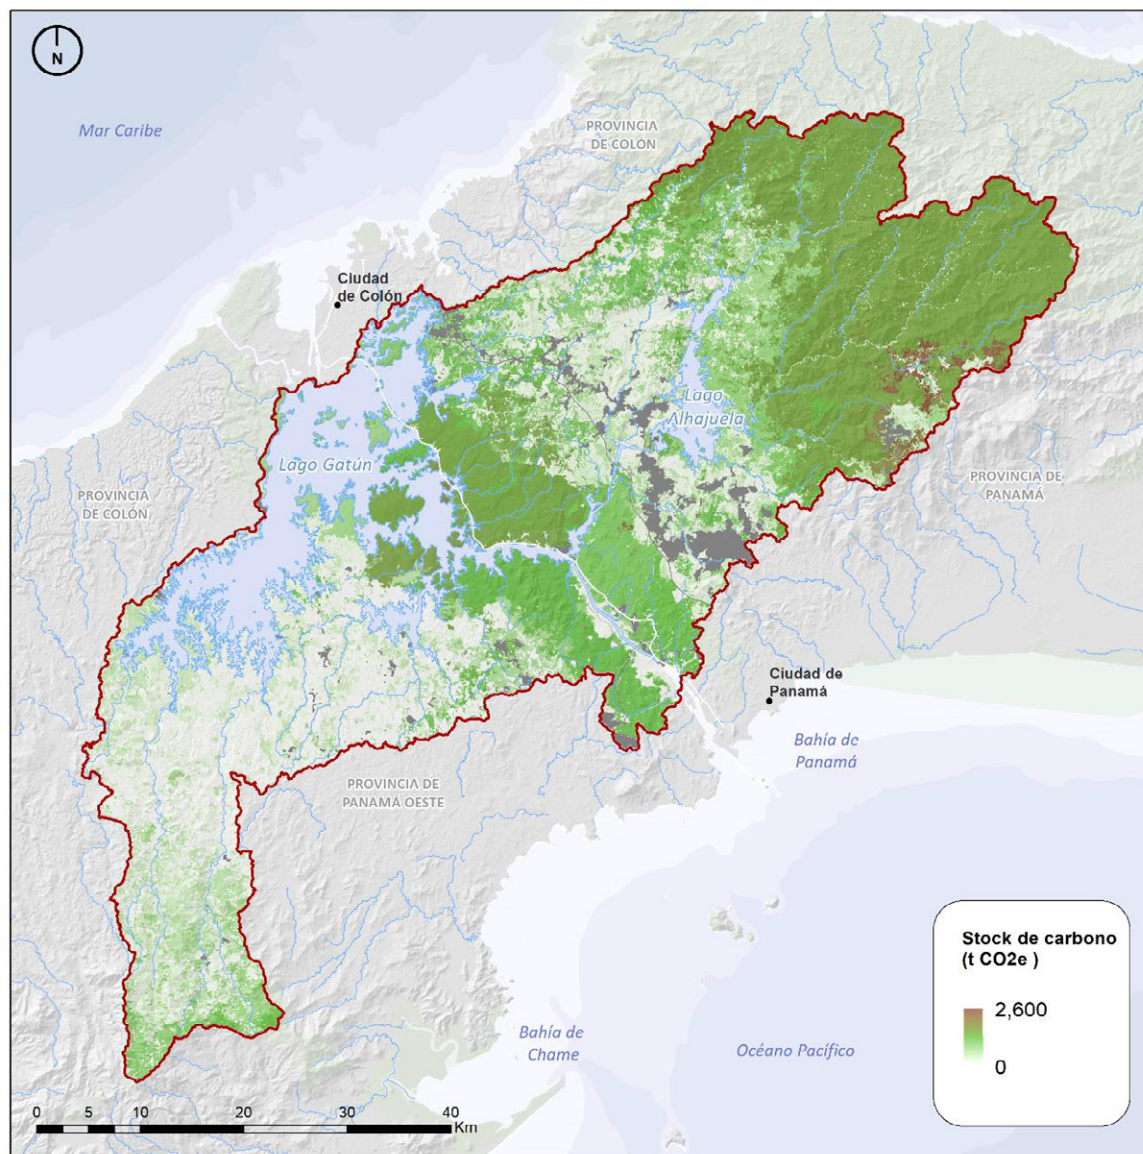 N
Mar Caribe
PROVINCIA
DE COLÓN
Ciudad
de Colón
Lago Gatún
Lago
Alhajuela
PROVINCIA
DE COLÓN
PROVINCIA DE
PANAMÁ
Ciudad de
Panamá
Bahía de
Panamá
PROVINCIA DE
PANAMÁ OESTE
Stock de carbono
(t CO2e )
2,600
0
Bahía de
Chame
Océano Pacífico
0 5 10 20 30 40
Km